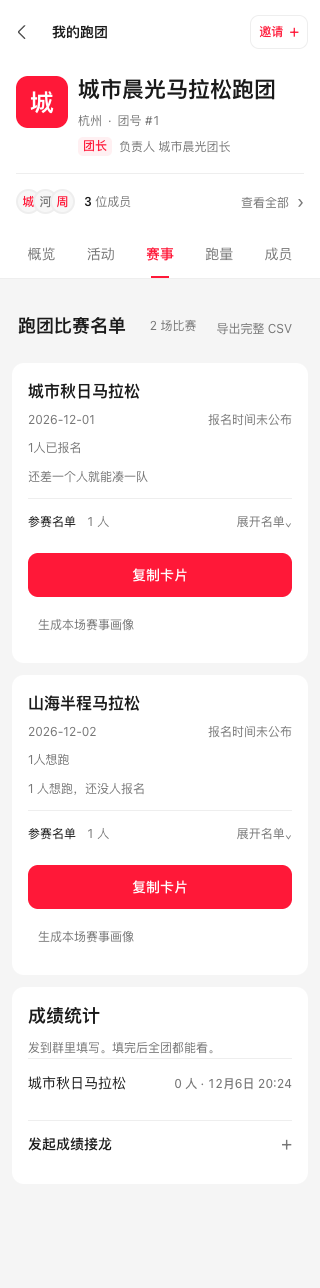 我的跑团
邀请 +
城
城市晨光马拉松跑团
杭州 · 团号 #1
团长 负责人 城市晨光团长
城 河 周 3 位成员 查看全部 ›
概览 活动 赛事 跑量 成员
跑团比赛名单 2 场比赛 导出完整 CSV
城市秋日马拉松
2026-12-01 报名时间未公布
1人已报名
还差一个人就能凑一队
参赛名单 1 人 展开名单
复制卡片
生成本场赛事画像
山海半程马拉松
2026-12-02 报名时间未公布
1人想跑
1 人想跑，还没人报名
参赛名单 1 人 展开名单
复制卡片
生成本场赛事画像
成绩统计
发到群里填写。填完后全团都能看。
城市秋日马拉松 0 人 · 12月6日 20:24
发起成绩接龙 +